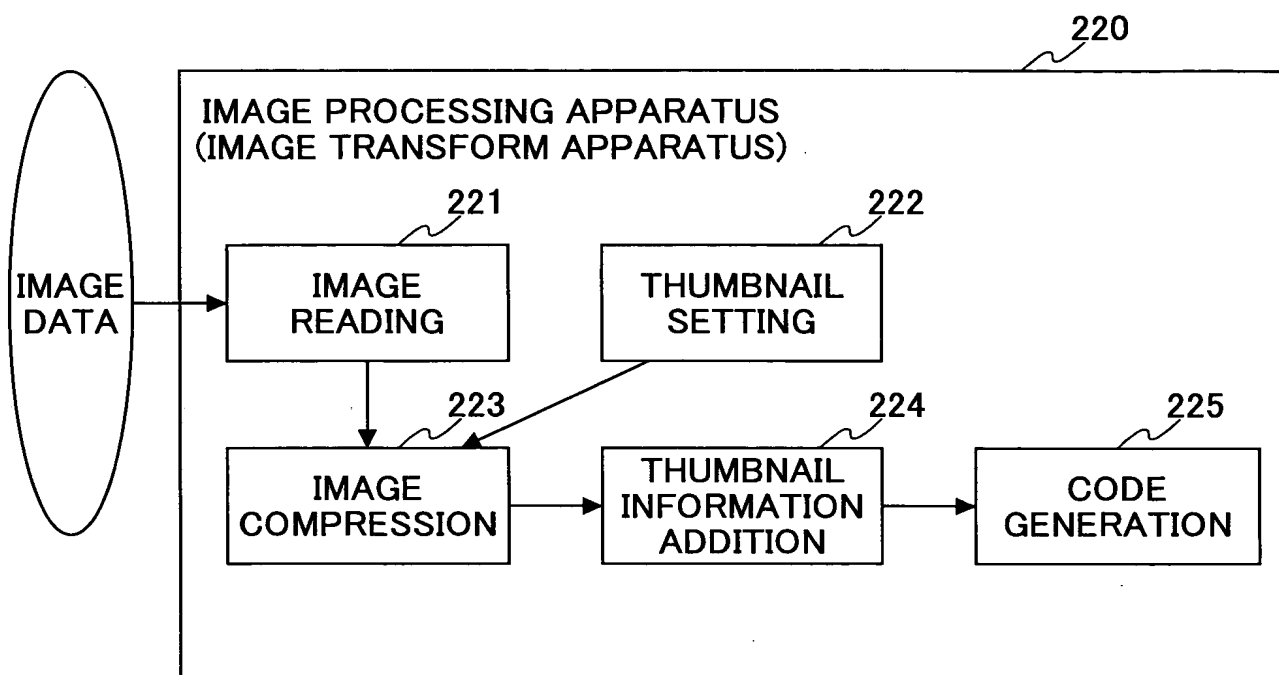 220
IMAGE PROCESSING APPARATUS
(IMAGE TRANSFORM APPARATUS)
221
222
IMAGE
DATA
IMAGE
READING
THUMBNAIL
SETTING
223
224
225
IMAGE
COMPRESSION
THUMBNAIL
INFORMATION
ADDITION
CODE
GENERATION